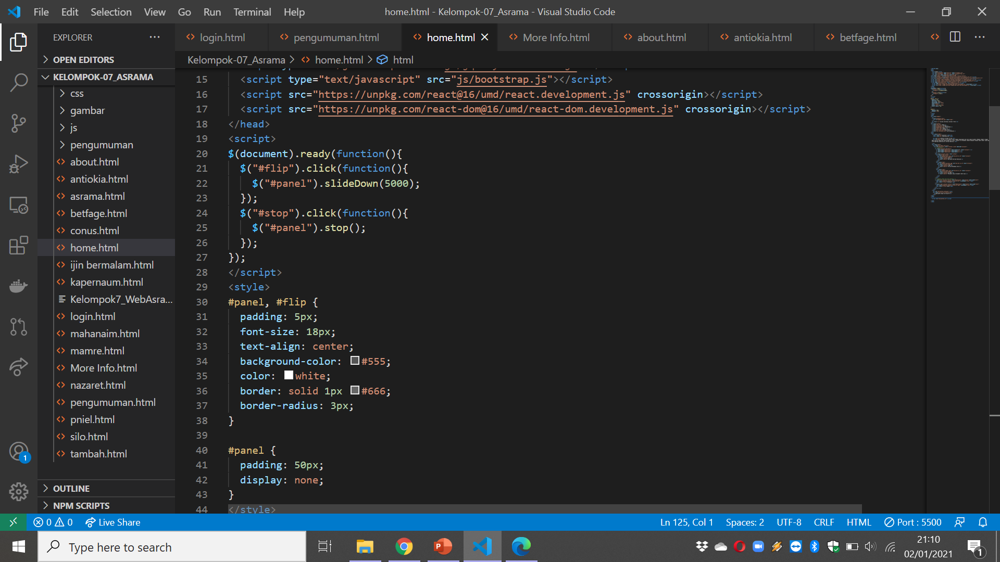 File Edit Selection View Go Run Terminal Help
home.html - Kelompok-07_Asrama - Visual Studio Code
EXPLORER
login.html
pengumuman.html
home.html
More Info.html
about.html
antiokia.html
betfage.html
OPEN EDITORS
KELOMPOK-07_ASRAMA
css
gambar
js
pengumuman
about.html
antiokia.html
asrama.html
betfage.html
conus.html
home.html
ijin bermalam.html
kapernaum.html
Kelompok7_WebAsra...
login.html
mahanaim.html
mamre.html
More Info.html
nazaret.html
pengumuman.html
pniel.html
silo.html
tambah.html
OUTLINE
NPM SCRIPTS
1
Kelompok-07_Asrama > home.html > html
15 <script type="text/javascript" src="js/bootstrap.js"></script>
16 <script src="https://unpkg.com/react@16/umd/react.development.js" crossorigin></script>
17 <script src="https://unpkg.com/react-dom@16/umd/react-dom.development.js" crossorigin></script>
18 </head>
19 <script>
20 $(document).ready(function(){
21 $("#flip").click(function(){
22 $("#panel").slideDown(5000);
23 });
24 $("#stop").click(function(){
25 $("#panel").stop();
26 });
27 });
28 </script>
29 <style>
30 #panel, #flip {
31 padding: 5px;
32 font-size: 18px;
33 text-align: center;
34 background-color: #555;
35 color: white;
36 border: solid 1px #666;
37 border-radius: 3px;
38 }
39
40 #panel {
41 padding: 50px;
42 display: none;
43 }
44 </style>
0 0 Live Share
Ln 125, Col 1 Spaces: 2 UTF-8 CRLF HTML Port : 5500
Type here to search
21:10
02/01/2021
1